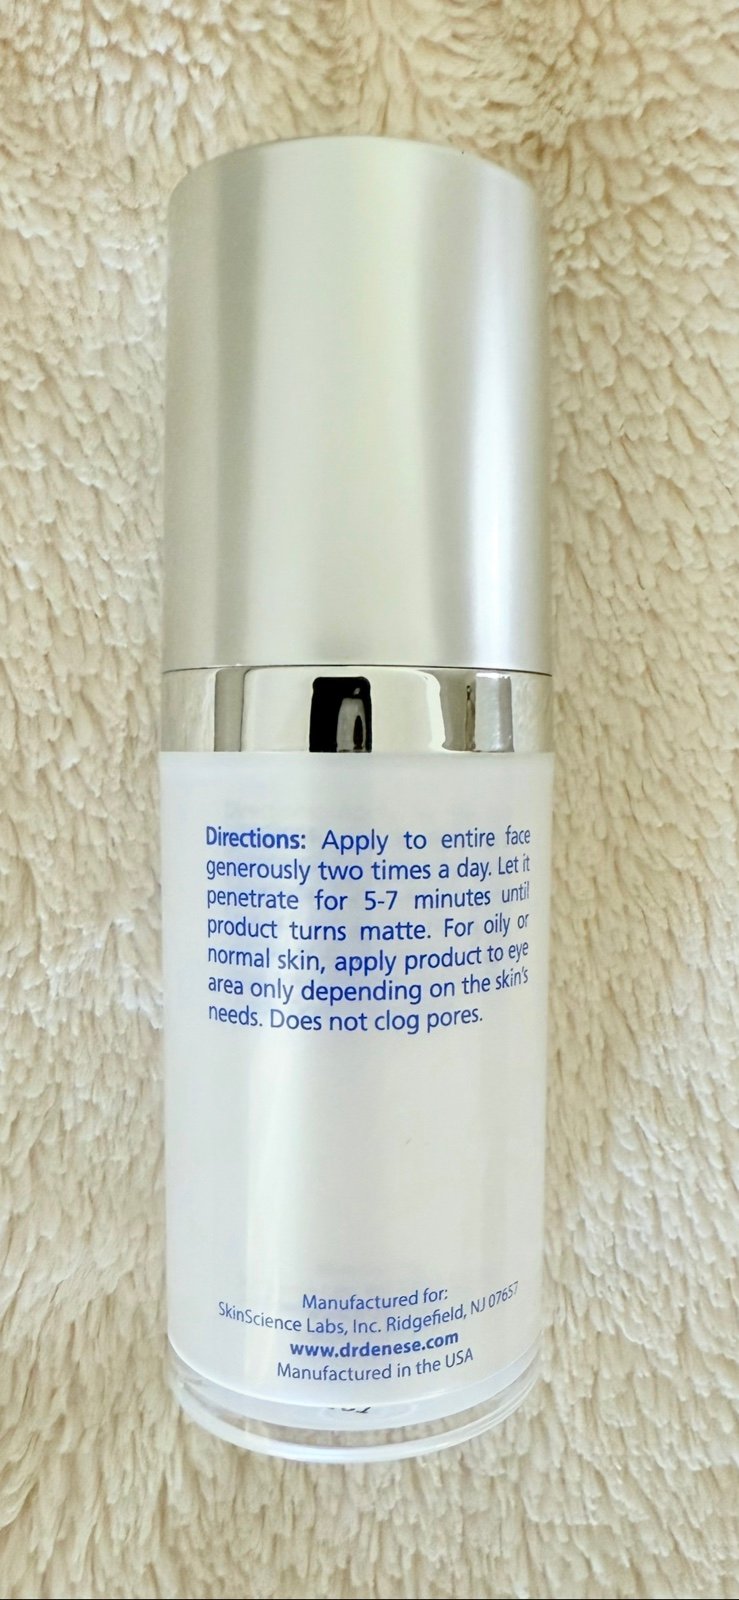 Directions: Apply to entire face
generously two times a day. Let it
penetrate for 5-7 minutes until
product turns matte. For oily or
normal skin, apply product to eye
area only depending on the skin's
needs. Does not clog pores.
Manufactured for:
SkinScience Labs, Inc. Ridgefield, NJ 07657
www.drdenese.com
Manufactured in the USA